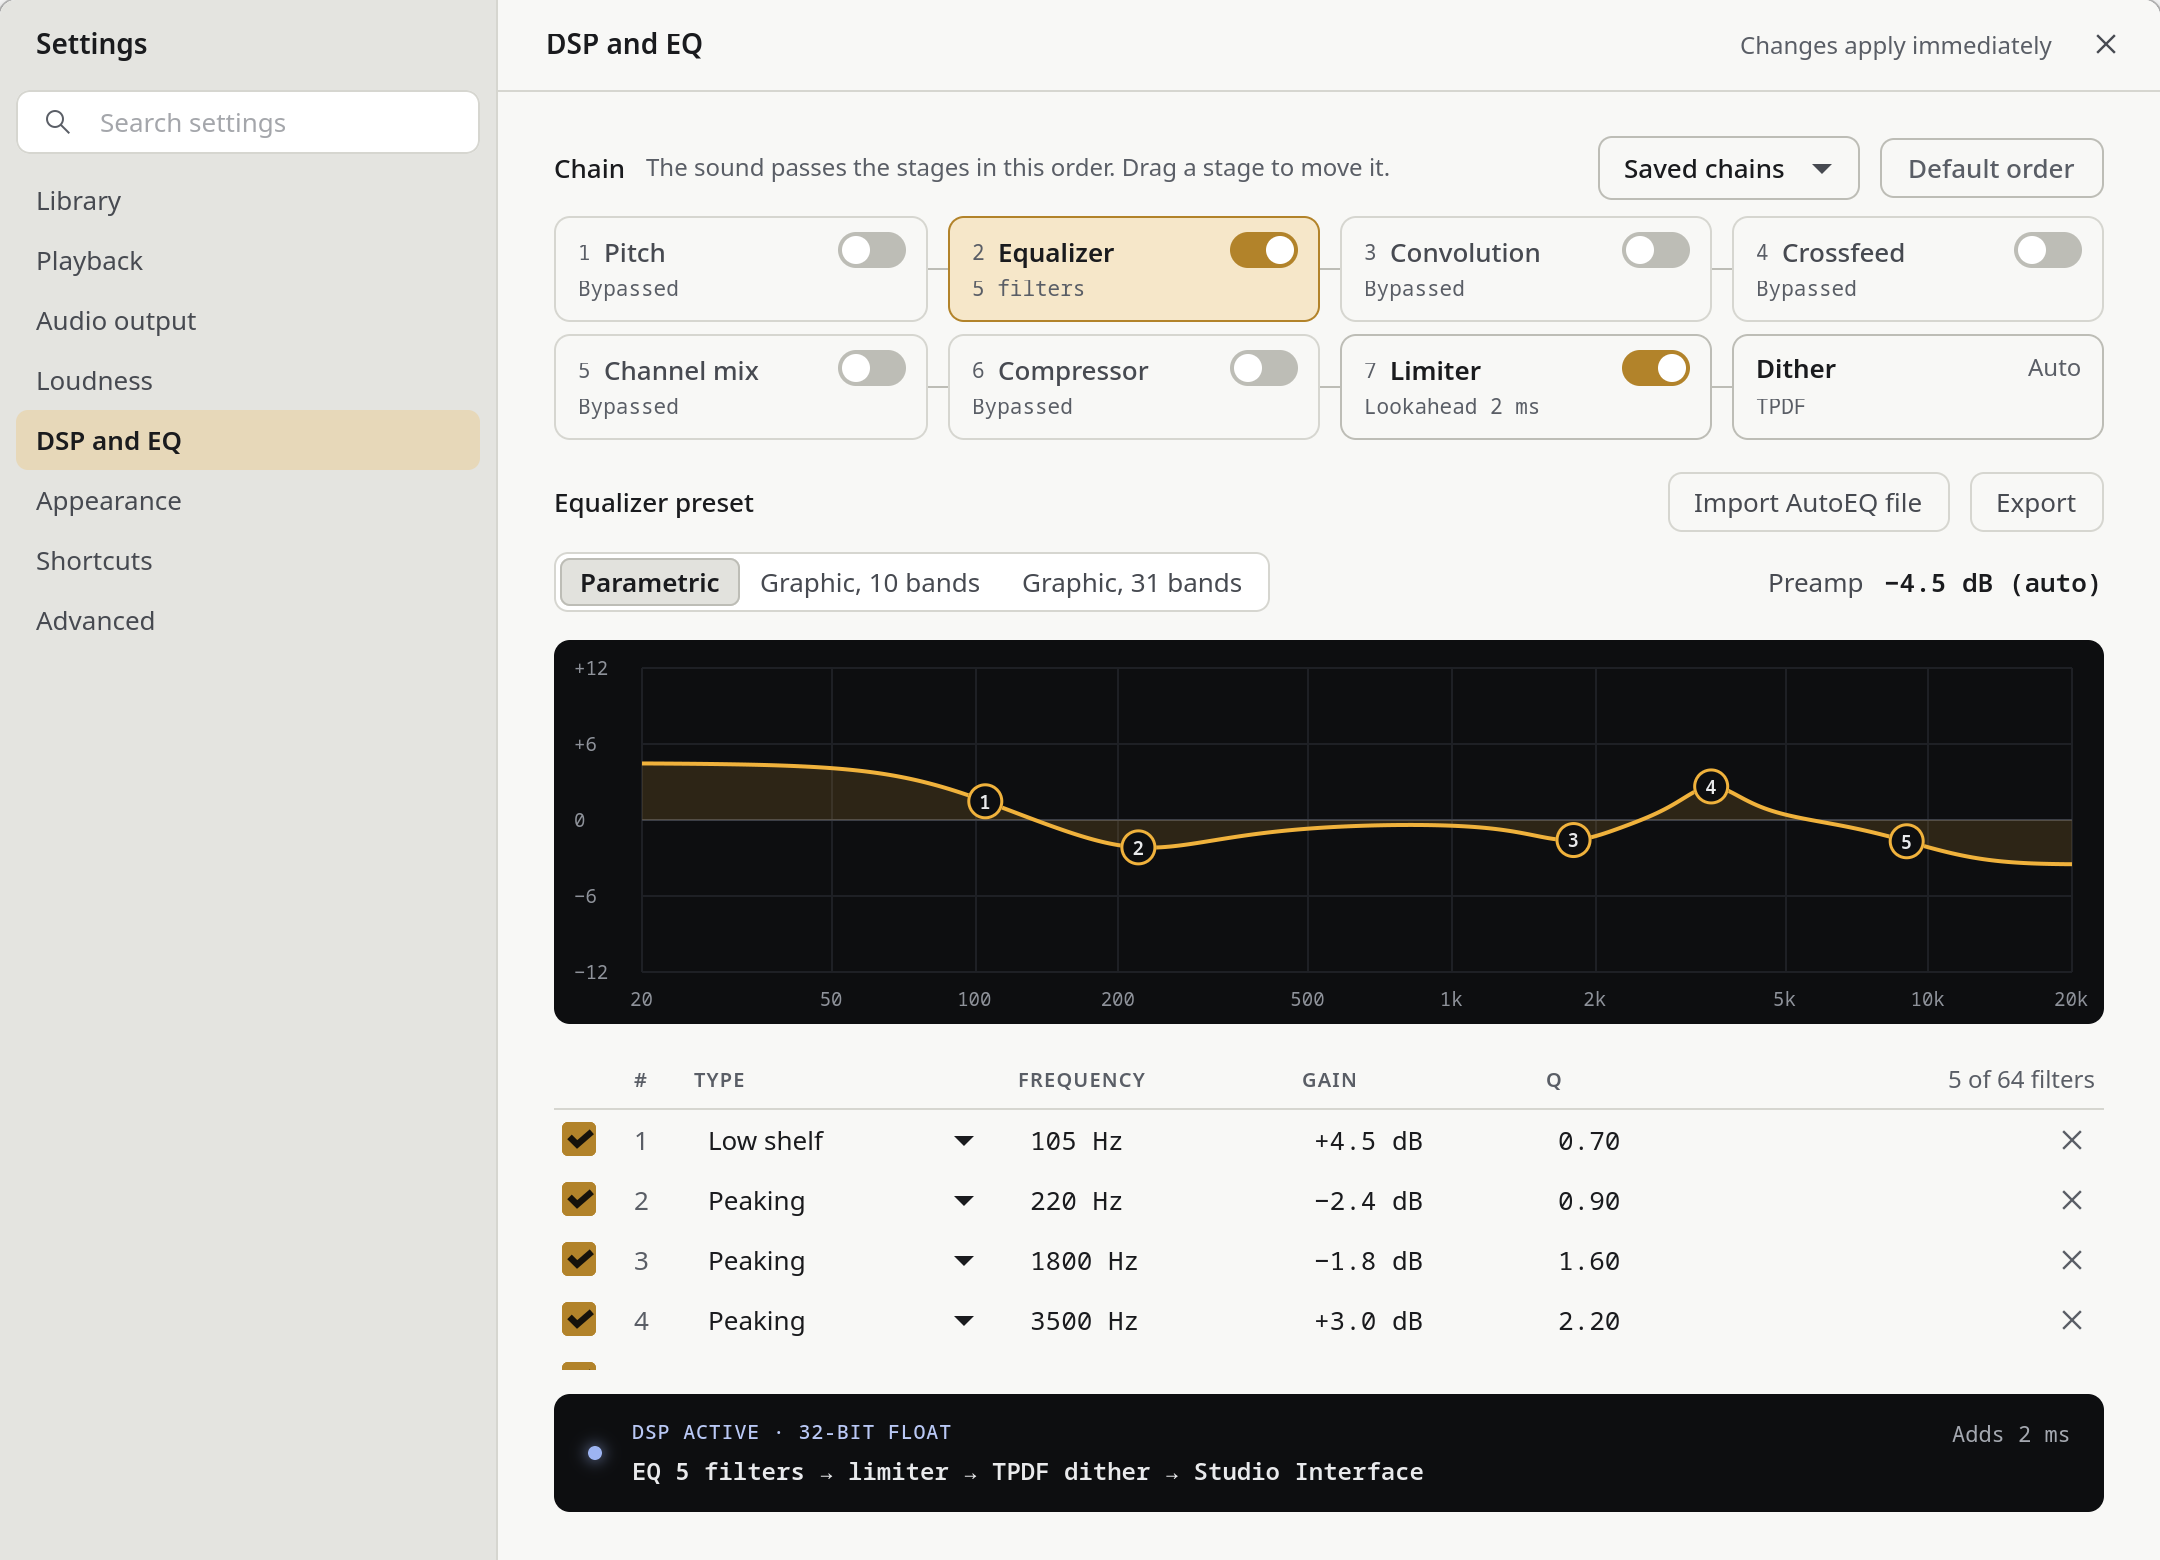 Settings
Search settings
Library
Playback
Audio output
Loudness
DSP and EQ
Appearance
Shortcuts
Advanced
DSP and EQ
Changes apply immediately
Chain The sound passes the stages in this order. Drag a stage to move it.
Saved chains
Default order
1 Pitch
Bypassed
2 Equalizer
5 filters
3 Convolution
Bypassed
4 Crossfeed
Bypassed
5 Channel mix
Bypassed
6 Compressor
Bypassed
7 Limiter
Lookahead 2 ms
Dither Auto
TPDF
Equalizer preset
Import AutoEQ file
Export
Parametric Graphic, 10 bands Graphic, 31 bands
Preamp −4.5 dB (auto)
+12
+6
0
−6
−12
1
2
3
4
5
20 50 100 200 500 1k 2k 5k 10k 20k
# TYPE FREQUENCY GAIN Q 5 of 64 filters
1 Low shelf 105 Hz +4.5 dB 0.70
2 Peaking 220 Hz −2.4 dB 0.90
3 Peaking 1800 Hz −1.8 dB 1.60
4 Peaking 3500 Hz +3.0 dB 2.20
DSP ACTIVE · 32-BIT FLOAT
Adds 2 ms
EQ 5 filters → limiter → TPDF dither → Studio Interface